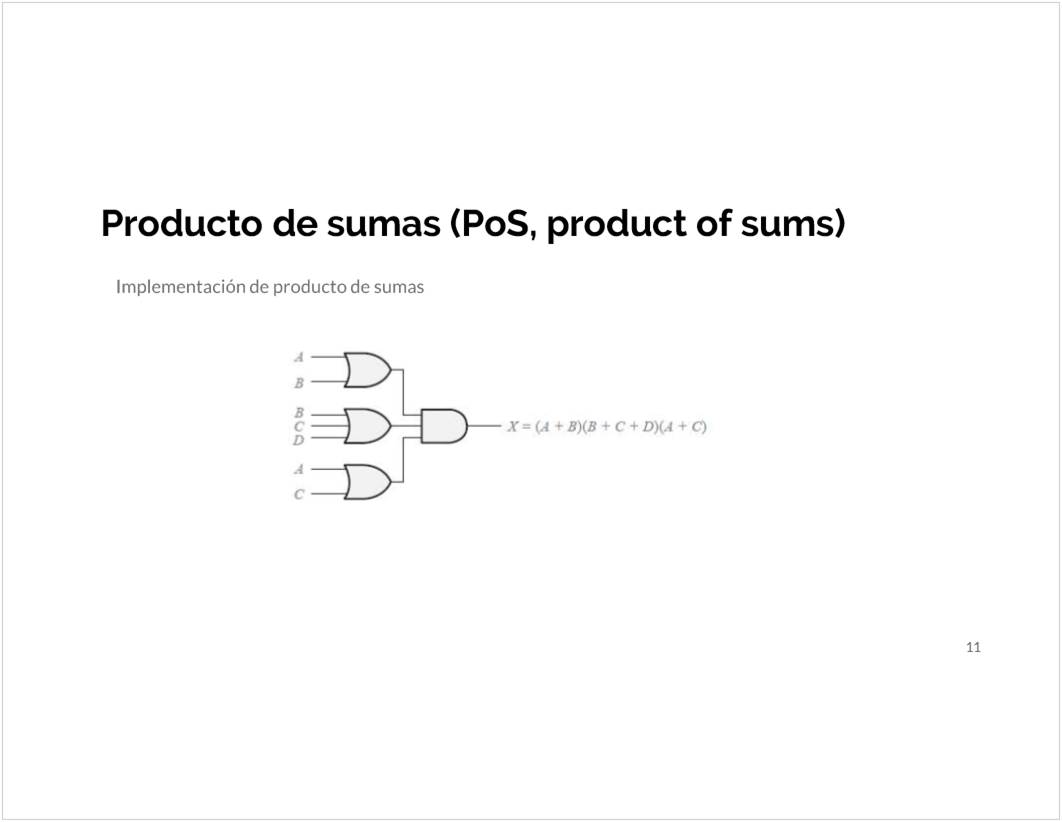 Producto de sumas (PoS, product of sums)
Implementación de producto de sumas
A
B
B
C
D
A
C
X = (A + B)(B + C + D)(A + C)
11